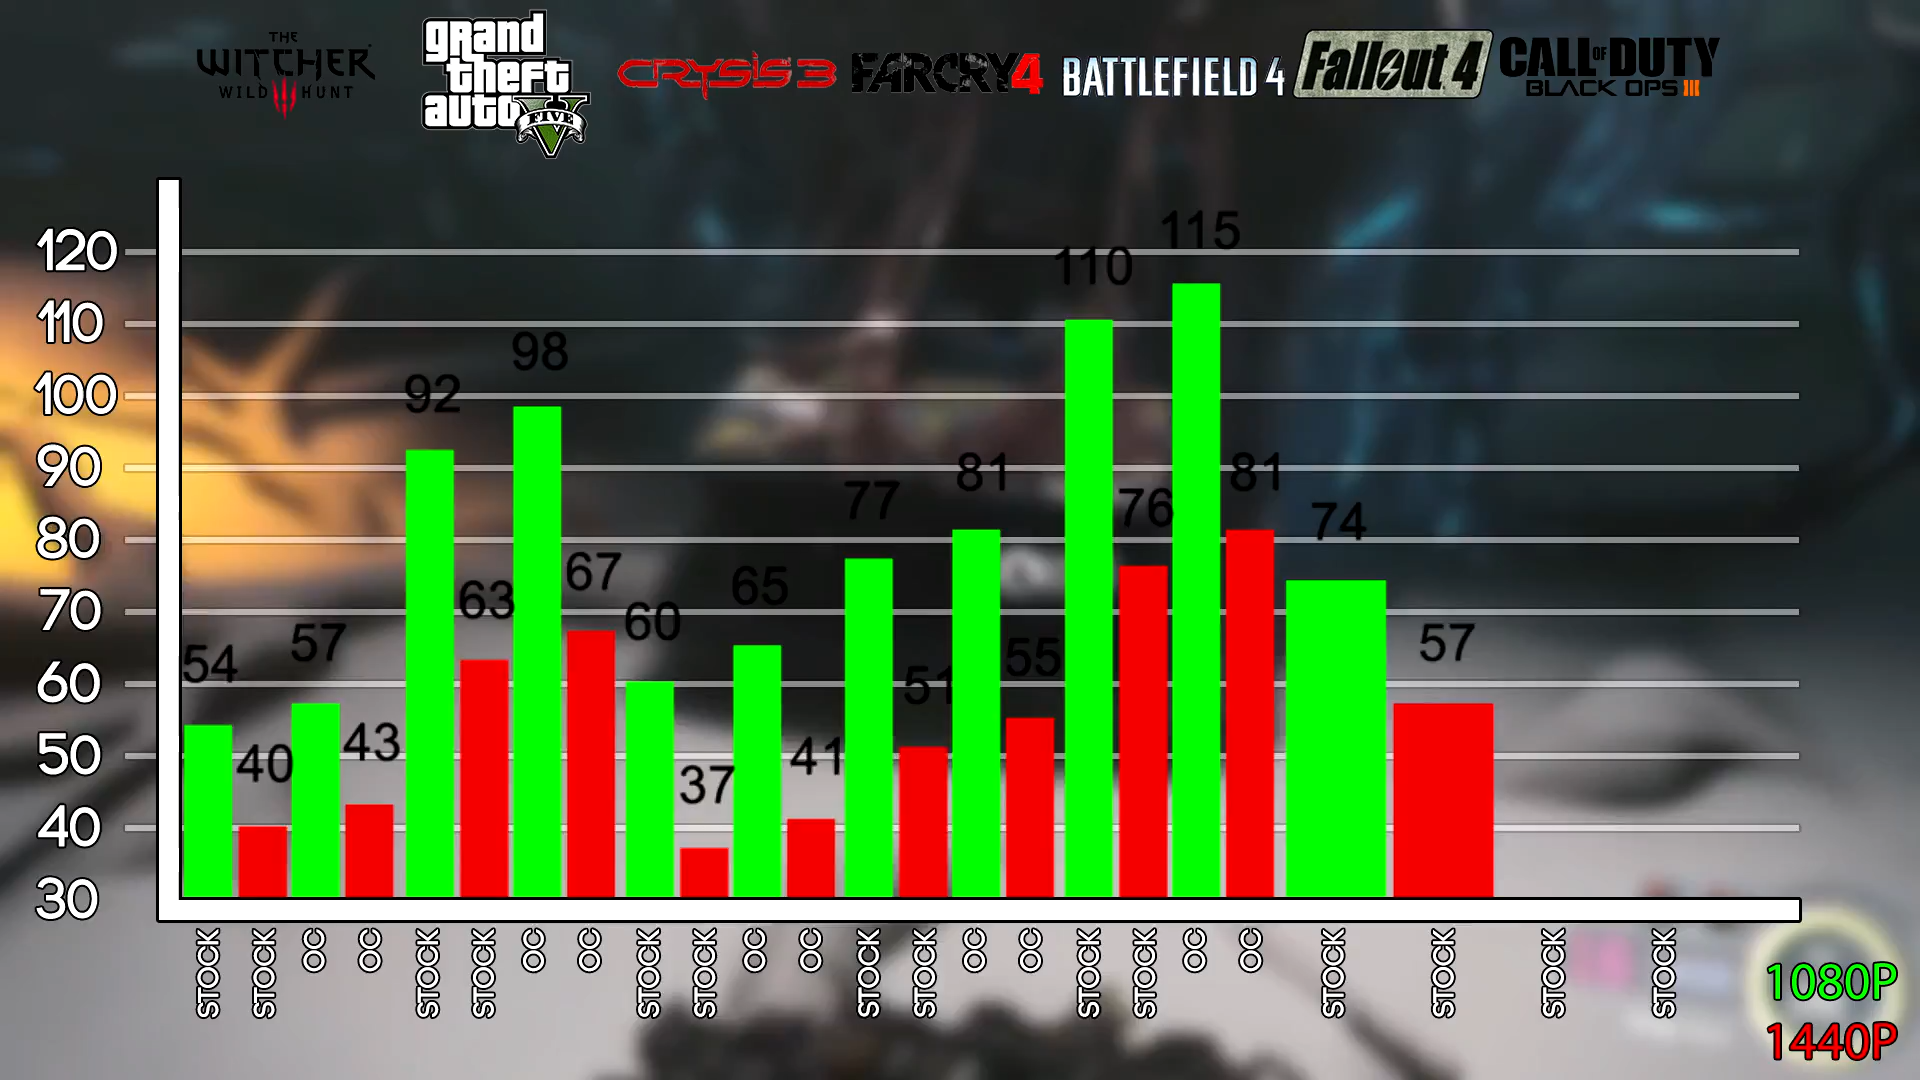 THE
WITCHER
WILD HUNT
grand
theft
auto
FIVE
CRYSIS 3
FARCRY 4
BATTLEFIELD 4
Fallout 4
CALL OF DUTY
BLACK OPS III
120
110
100
90
80
70
60
50
40
30
54
40
57
43
92
63
98
67
60
37
65
41
77
51
81
55
110
76
115
81
74
57
STOCK
STOCK
OC
OC
STOCK
STOCK
OC
OC
STOCK
STOCK
OC
OC
STOCK
STOCK
OC
OC
STOCK
STOCK
OC
OC
STOCK
STOCK
STOCK
STOCK
1080P
1440P